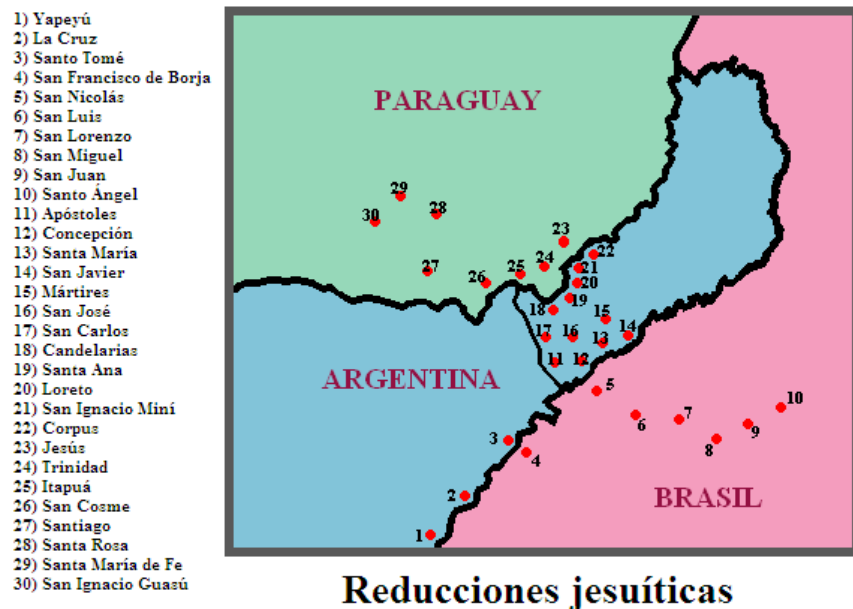 1) Yapeyú
2) La Cruz
3) Santo Tomé
4) San Francisco de Borja
5) San Nicolás
6) San Luis
7) San Lorenzo
8) San Miguel
9) San Juan
10) Santo Ángel
11) Apóstoles
12) Concepción
13) Santa María
14) San Javier
15) Mártires
16) San José
17) San Carlos
18) Candelarias
19) Santa Ana
20) Loreto
21) San Ignacio Miní
22) Corpus
23) Jesús
24) Trinidad
25) Itapuá
26) San Cosme
27) Santiago
28) Santa Rosa
29) Santa María de Fe
30) San Ignacio Guasú
PARAGUAY
29
28
30
23
22
24
21
27
25
26
20
19
18
15
17
16
14
13
11
12
ARGENTINA
5
10
6
7
9
3
8
4
2
BRASIL
1
Reducciones jesuíticas